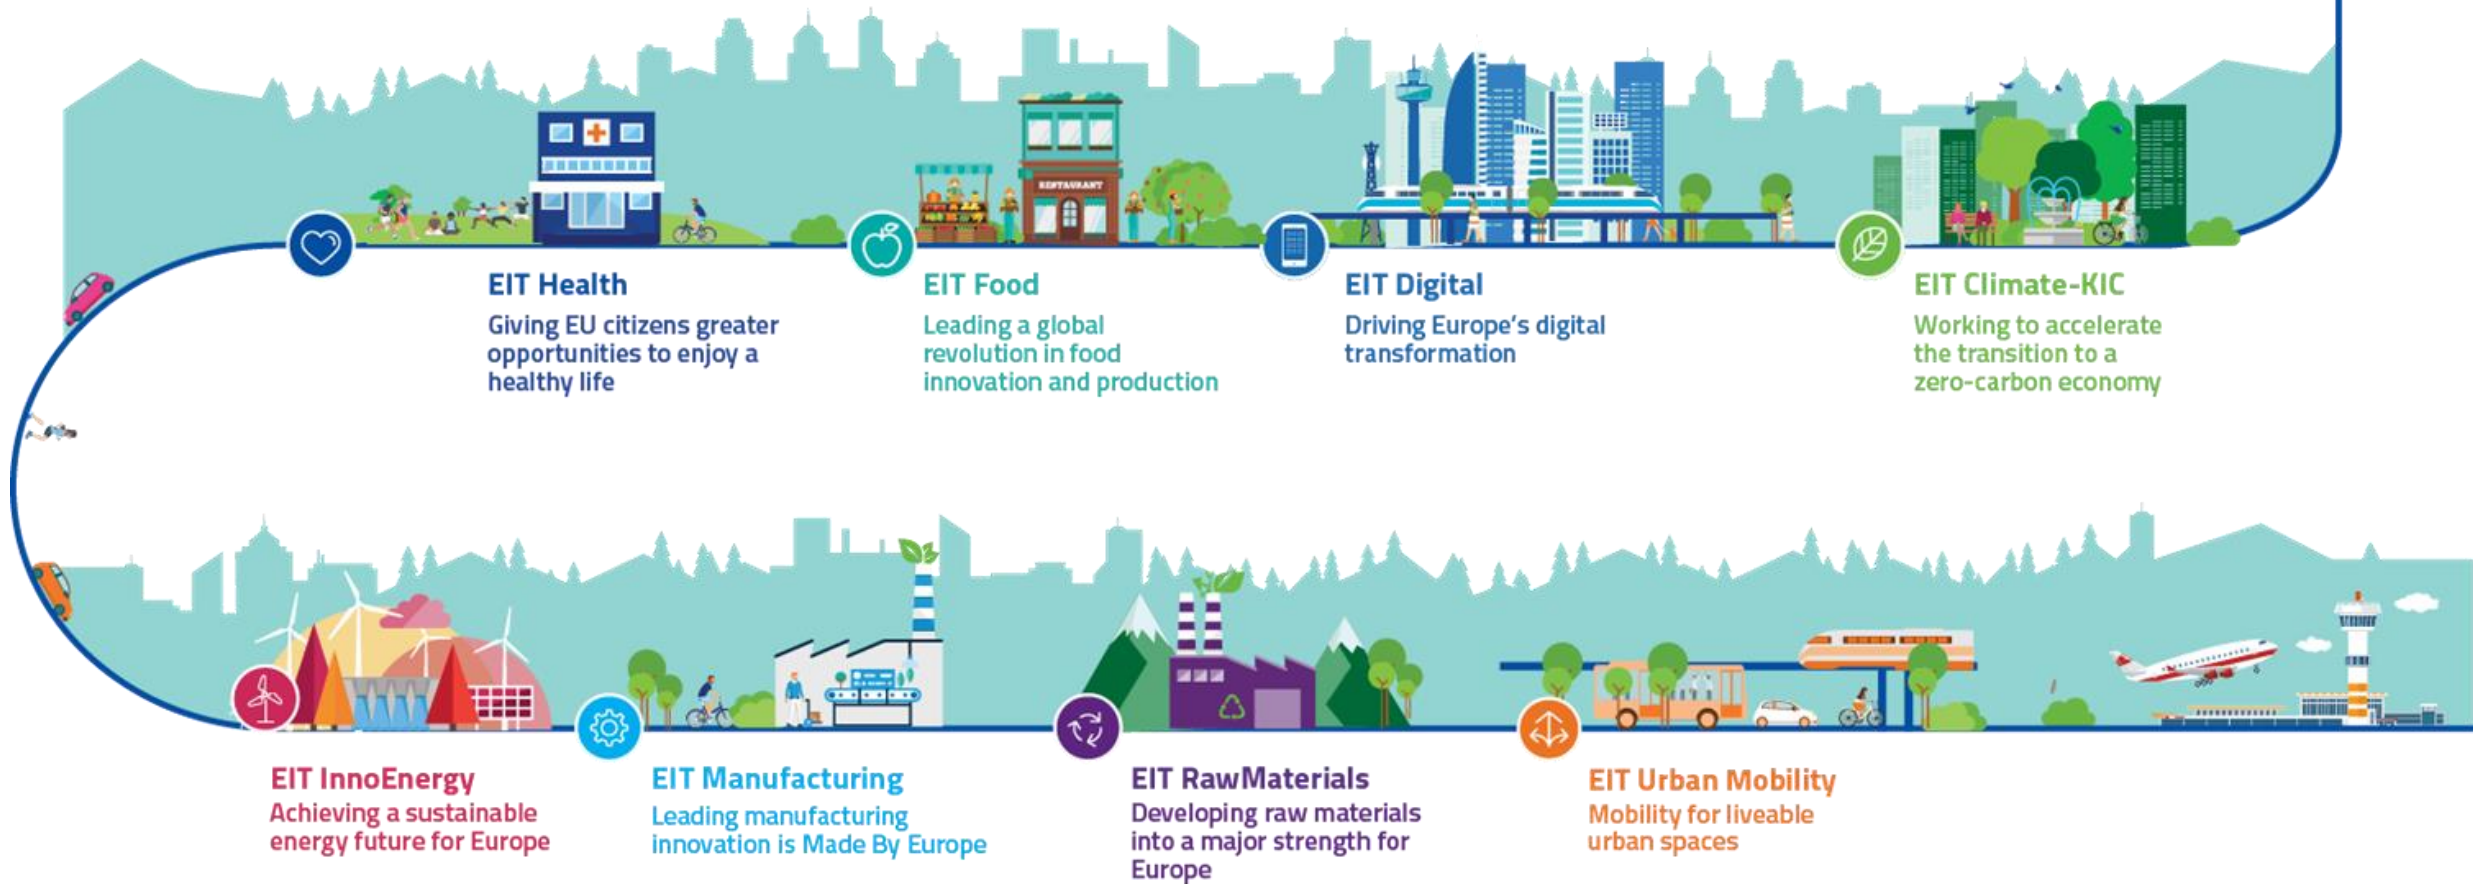 RESTAURANT
EIT Health
Giving EU citizens greater
opportunities to enjoy a
healthy life
EIT Food
Leading a global
revolution in food
innovation and production
EIT Digital
Driving Europe's digital
transformation
EIT Climate-KIC
Working to accelerate
the transition to a
zero-carbon economy
EIT InnoEnergy
Achieving a sustainable
energy future for Europe
EIT Manufacturing
Leading manufacturing
innovation is Made By Europe
EIT RawMaterials
Developing raw materials
into a major strength for
Europe
EIT Urban Mobility
Mobility for liveable
urban spaces